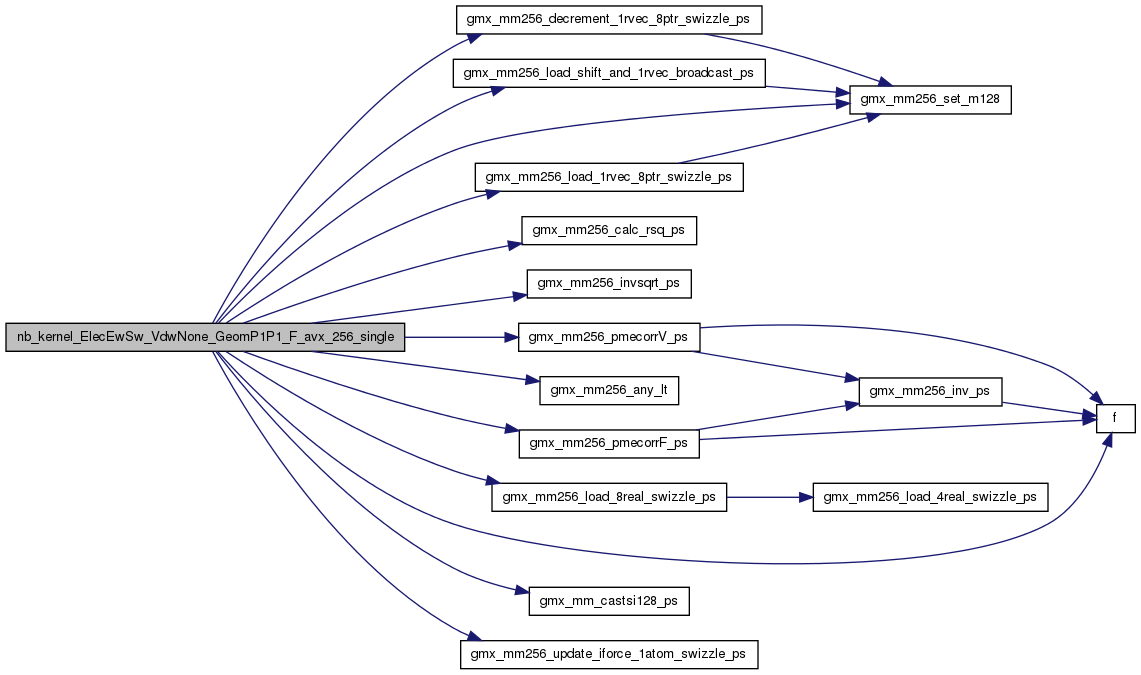 gmx_mm256_decrement_1rvec_8ptr_swizzle_ps
gmx_mm256_load_shift_and_1rvec_broadcast_ps
gmx_mm256_set_m128
gmx_mm256_load_1rvec_8ptr_swizzle_ps
gmx_mm256_calc_rsq_ps
gmx_mm256_invsqrt_ps
nb_kernel_ElecEwSw_VdwNone_GeomP1P1_F_avx_256_single
gmx_mm256_pmecorrV_ps
gmx_mm256_any_lt
gmx_mm256_inv_ps
f
gmx_mm256_pmecorrF_ps
gmx_mm256_load_8real_swizzle_ps
gmx_mm256_load_4real_swizzle_ps
gmx_mm_castsi128_ps
gmx_mm256_update_iforce_1atom_swizzle_ps